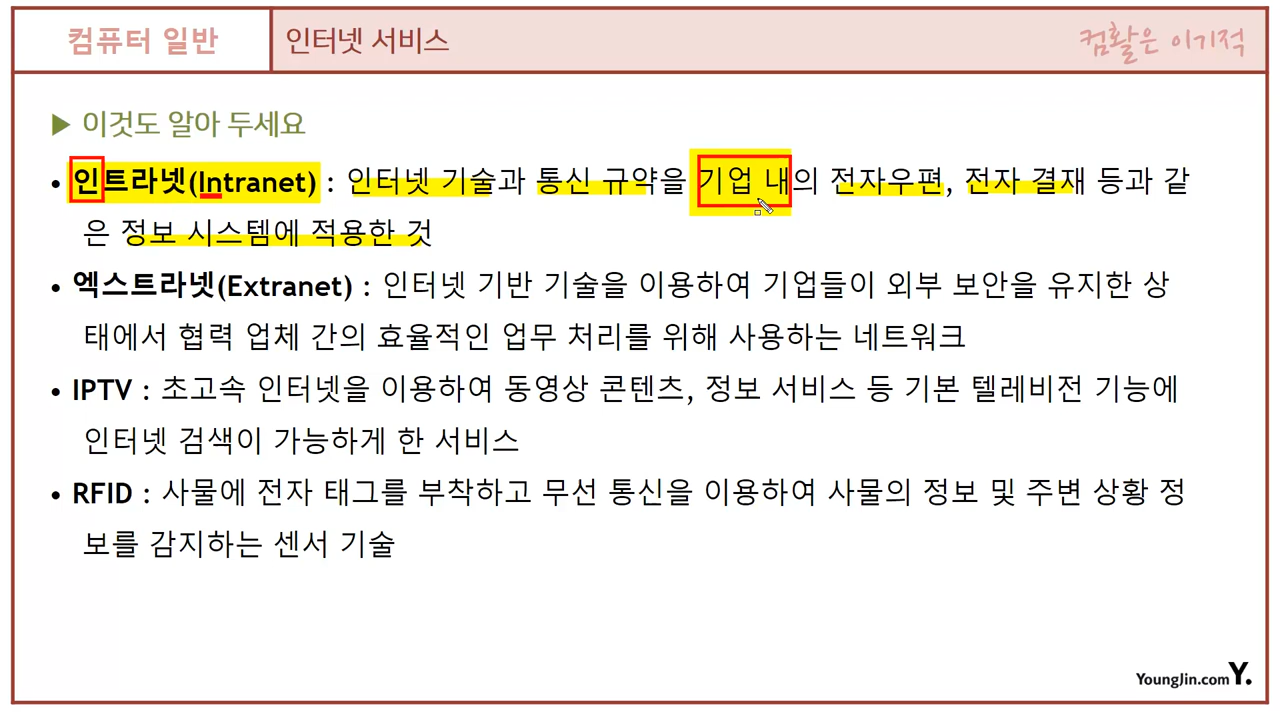 컴퓨터 일반
인터넷 서비스
컴활은 이기적
▶ 이것도 알아 두세요
• 인트라넷(Intranet) : 인터넷 기술과 통신 규약을 기업 내의 전자우편, 전자 결재 등과 같
은 정보 시스템에 적용한 것
• 엑스트라넷(Extranet) : 인터넷 기반 기술을 이용하여 기업들이 외부 보안을 유지한 상
태에서 협력 업체 간의 효율적인 업무 처리를 위해 사용하는 네트워크
• IPTV : 초고속 인터넷을 이용하여 동영상 콘텐츠, 정보 서비스 등 기본 텔레비전 기능에
인터넷 검색이 가능하게 한 서비스
• RFID : 사물에 전자 태그를 부착하고 무선 통신을 이용하여 사물의 정보 및 주변 상황 정
보를 감지하는 센서 기술
YoungJin.com Y.